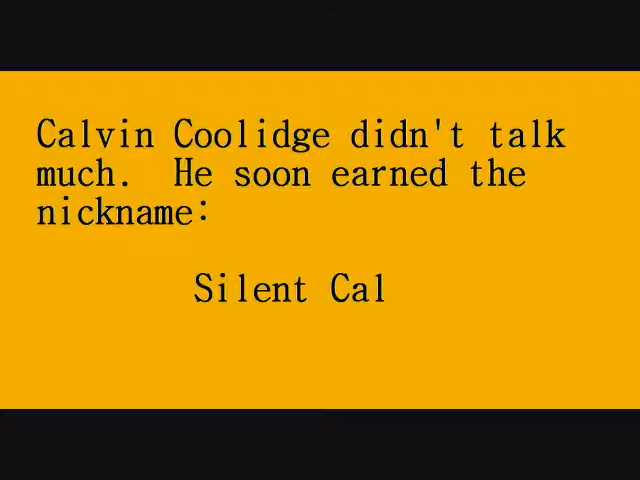 Calvin Coolidge didn't talk
much.  He soon earned the
nickname:
Silent Cal